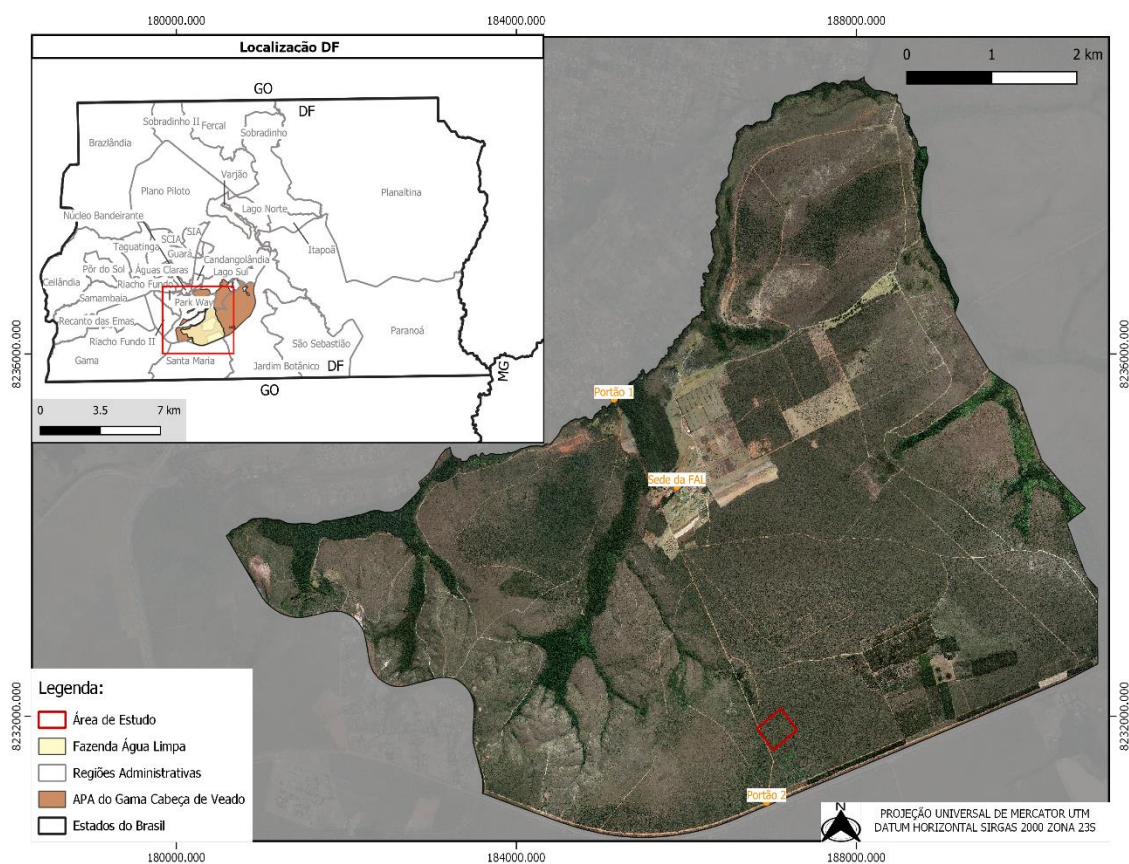 180000.000
184000.000
188000.000
Localização DF
GO
DF
Sobradinho II
Fercal
Sobradinho
Brazlândia
Varjão
Plano Piloto
Planaltina
Lago Norte
Núcleo Bandeirante
SIA
SCIA
Taguatinga
Guará
Itapoã
Candangolândia
Pôr do Sol
Águas Claras
Lago Sul
Ceilândia
Riacho Fundo
Samambaia
Park Way
Recanto das Emas
Paranoá
Riacho Fundo II
São Sebastião
Gama
Santa Maria
Jardim Botânico
DF
MG
GO
0 3.5 7 km
0 1 2 km
8236000.000
8236000.000
Portão 1
Sede da FAL
Portão 2
8232000.000
8232000.000
Legenda:
Área de Estudo
Fazenda Água Limpa
Regiões Administrativas
APA do Gama Cabeça de Veado
Estados do Brasil
N
PROJEÇÃO UNIVERSAL DE MERCATOR UTM
DATUM HORIZONTAL SIRGAS 2000 ZONA 23S
180000.000
184000.000
188000.000